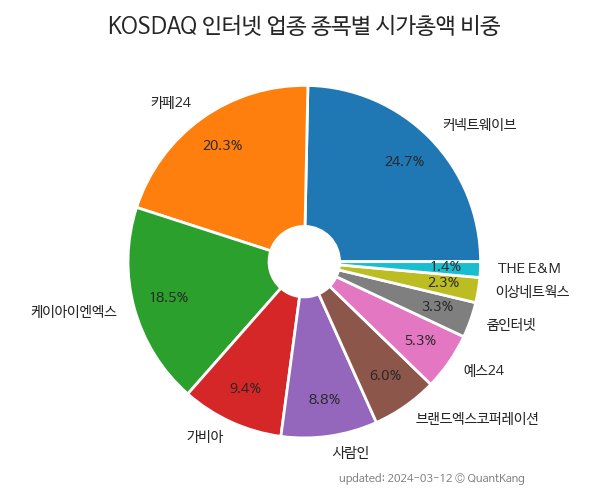 KOSDAQ 인터넷 업종 종목별 시가총액 비중
커넥트웨이브
24.7%
카페24
20.3%
케이아이엔엑스
18.5%
가비아
9.4%
사람인
8.8%
브랜드엑스코퍼레이션
6.0%
예스24
5.3%
줌인터넷
3.3%
이상네트웍스
2.3%
THE E&M
1.4%
updated: 2024-03-12 © QuantKang